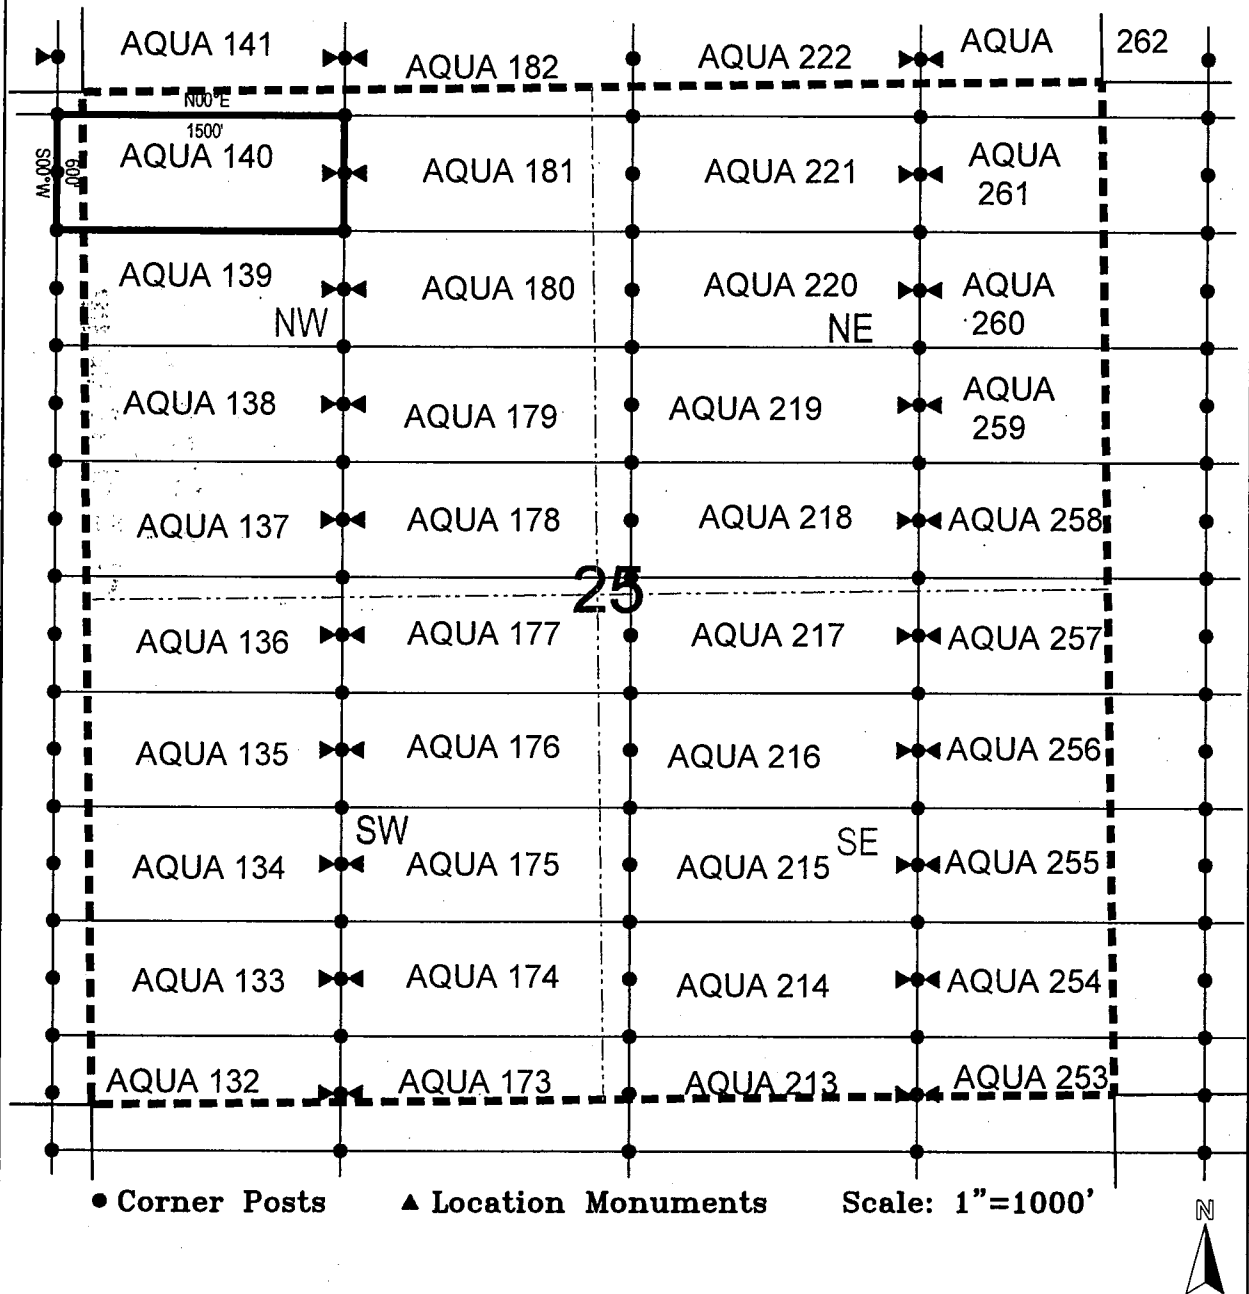 AQUA 141
AQUA 182
AQUA 222
AQUA 262
N00°E
1500'
S00°W
600'
AQUA 140
AQUA 181
AQUA 221
AQUA
261
AQUA 139
AQUA 180
AQUA 220
AQUA
260
NW
NE
AQUA 138
AQUA 179
AQUA 219
AQUA
259
AQUA 137
AQUA 178
AQUA 218
AQUA 258
25
AQUA 136
AQUA 177
AQUA 217
AQUA 257
AQUA 135
AQUA 176
AQUA 216
AQUA 256
SW
SE
AQUA 134
AQUA 175
AQUA 215
AQUA 255
AQUA 133
AQUA 174
AQUA 214
AQUA 254
AQUA 132
AQUA 173
AQUA 213
AQUA 253
Corner Posts
Location Monuments
Scale: 1"=1000'
N